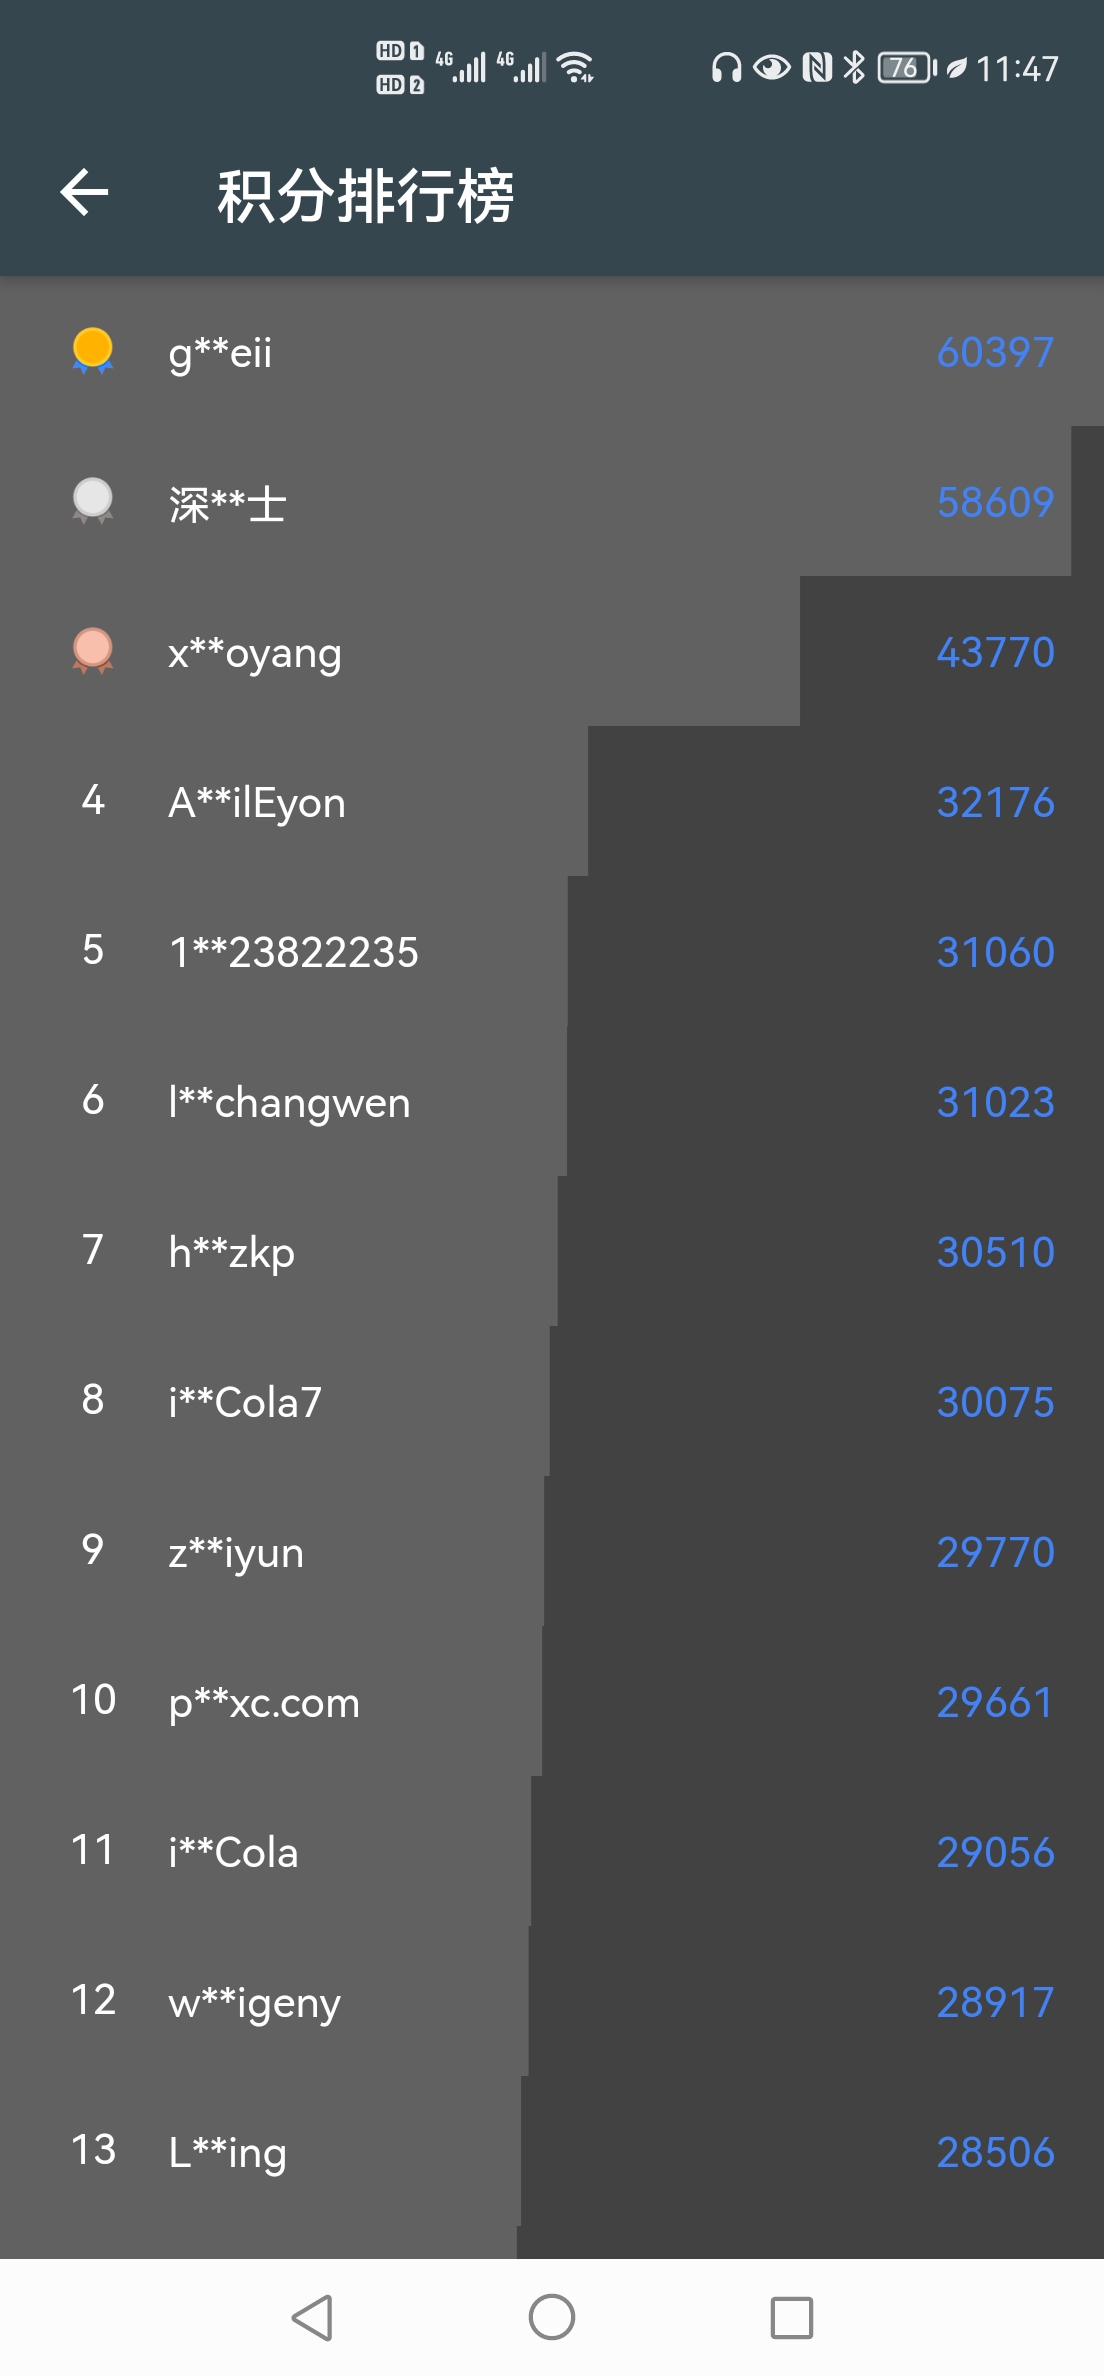 HD 1 4G 4G 76 11:47
HD 2
积分排行榜
g**eii 60397
深**士 58609
x**oyang 43770
4 A**ilEyon 32176
5 1**23822235 31060
6 l**changwen 31023
7 h**zkp 30510
8 i**Cola7 30075
9 z**iyun 29770
10 p**xc.com 29661
11 i**Cola 29056
12 w**igeny 28917
13 L**ing 28506